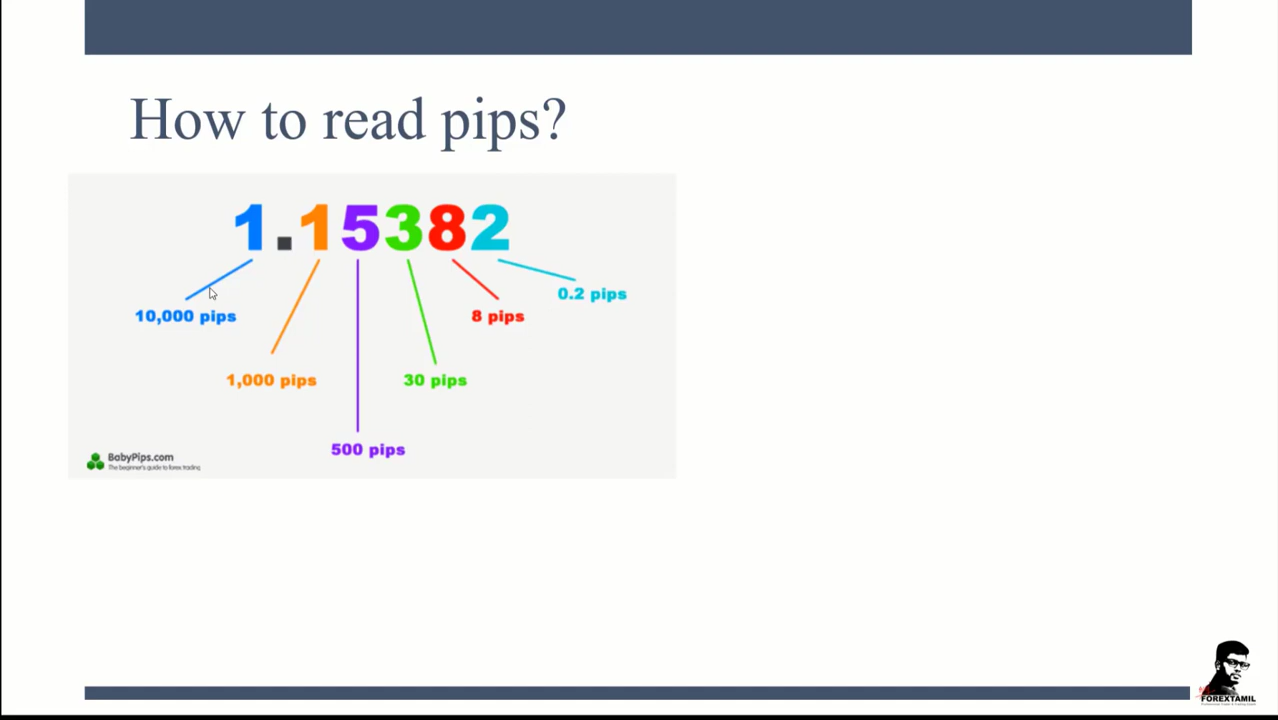 How to read pips?
1.15382
0.2 pips
10,000 pips
8 pips
1,000 pips
30 pips
500 pips
BabyPips.com
The beginner's guide to forex trading
FOREXTAMIL